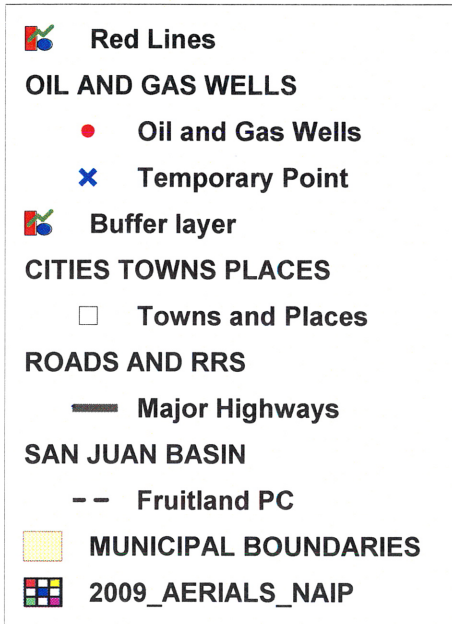 Red Lines
OIL AND GAS WELLS
Oil and Gas Wells
Temporary Point
Buffer layer
CITIES TOWNS PLACES
Towns and Places
ROADS AND RRS
Major Highways
SAN JUAN BASIN
Fruitland PC
MUNICIPAL BOUNDARIES
2009_AERIALS_NAIP